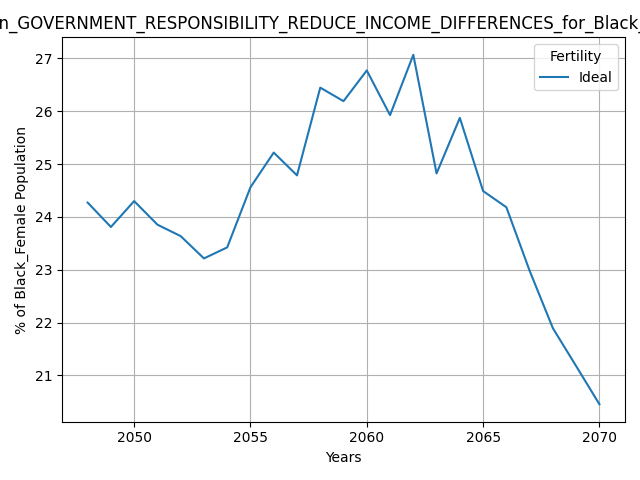 n_GOVERNMENT_RESPONSIBILITY_REDUCE_INCOME_DIFFERENCES_for_Black_
Fertility
Ideal
27
26
25
24
23
22
21
% of Black_Female Population
2050 2055 2060 2065 2070
Years